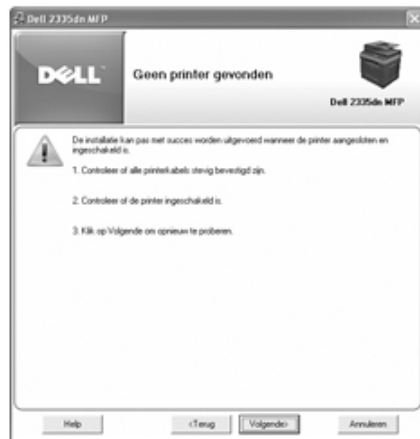 Dell 2335dn MFP
DELL
Geen printer gevonden
Dell 2335dn MFP
De installatie kan pas met succes worden uitgevoerd wanneer de printer aangesloten en
ingeschakeld is.
1. Controleer of alle printerkabels stevig bevestigd zijn.
2. Controleer of de printer ingeschakeld is.
3. Klik op Volgende om opnieuw te proberen.
Help
<Terug
Volgende>
Annuleren